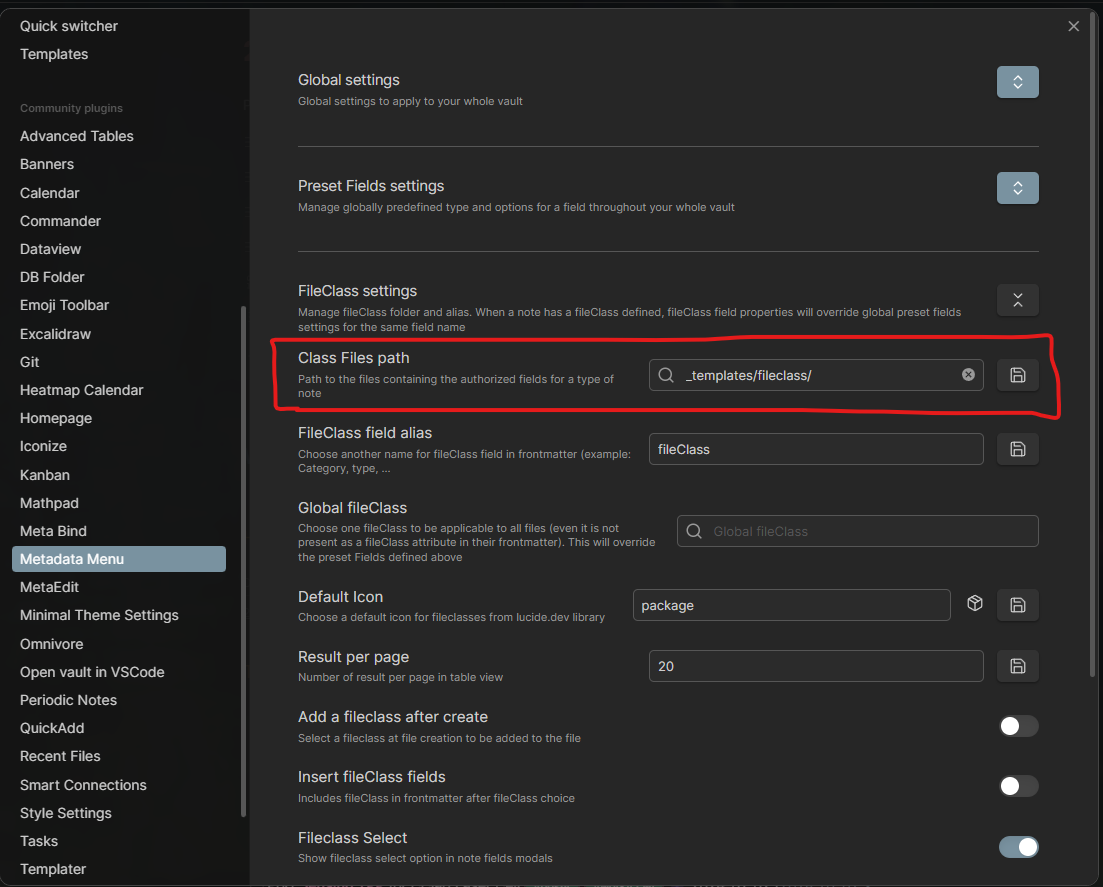 Quick switcher
Templates
Community plugins
Advanced Tables
Banners
Calendar
Commander
Dataview
DB Folder
Emoji Toolbar
Excalidraw
Git
Heatmap Calendar
Homepage
Iconize
Kanban
Mathpad
Meta Bind
Metadata Menu
MetaEdit
Minimal Theme Settings
Omnivore
Open vault in VSCode
Periodic Notes
QuickAdd
Recent Files
Smart Connections
Style Settings
Tasks
Templater
Global settings
Global settings to apply to your whole vault
Preset Fields settings
Manage globally predefined type and options for a field throughout your whole vault
FileClass settings
Manage fileClass folder and alias. When a note has a fileClass defined, fileClass field properties will override global preset fields
settings for the same field name
Class Files path
Path to the files containing the authorized fields for a type of
note
_templates/fileclass/
FileClass field alias
Choose another name for fileClass field in frontmatter (example:
Category, type, ...
fileClass
Global fileClass
Choose one fileClass to be applicable to all files (even it is not
present as a fileClass attribute in their frontmatter). This will override
the preset Fields defined above
Global fileClass
Default Icon
Choose a default icon for fileclasses from lucide.dev library
package
Result per page
Number of result per page in table view
20
Add a fileclass after create
Select a fileclass at file creation to be added to the file
Insert fileClass fields
Includes fileClass in frontmatter after fileClass choice
Fileclass Select
Show fileclass select option in note fields modals